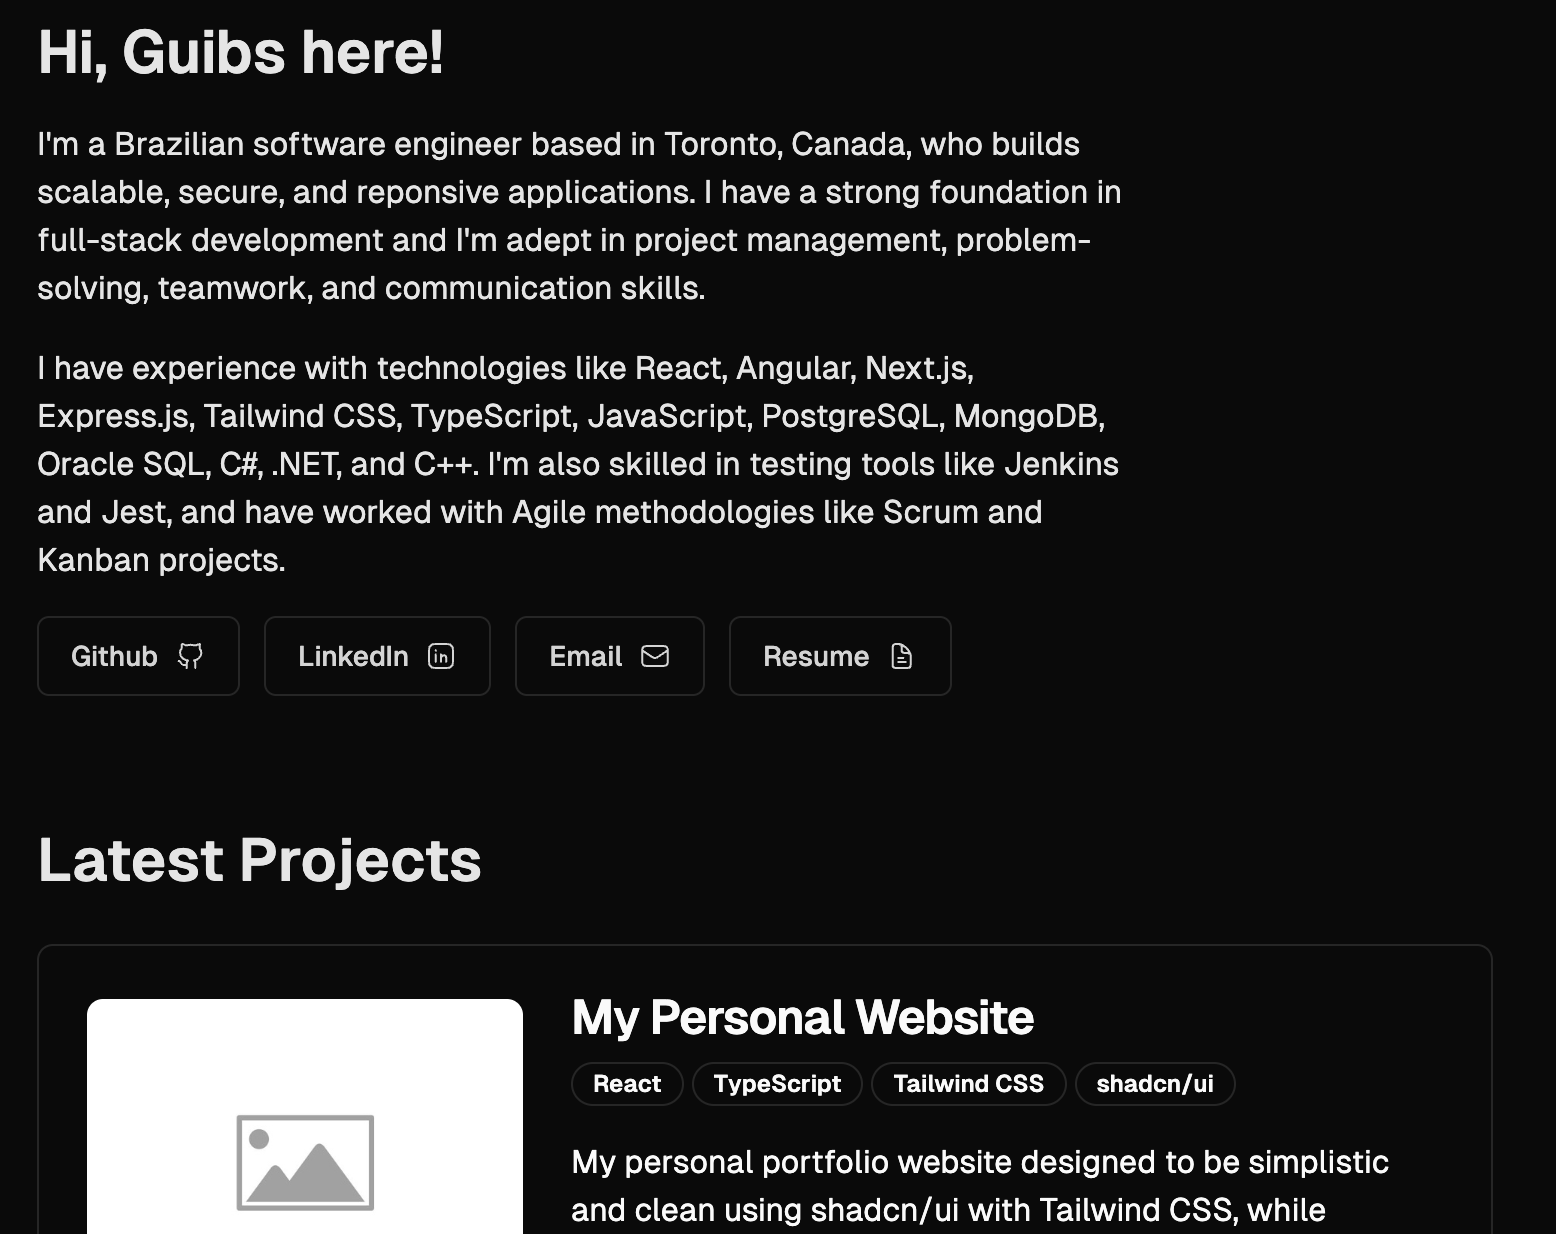 Hi, Guibs here!
I'm a Brazilian software engineer based in Toronto, Canada, who builds
scalable, secure, and reponsive applications. I have a strong foundation in
full-stack development and I'm adept in project management, problem-
solving, teamwork, and communication skills.
I have experience with technologies like React, Angular, Next.js,
Express.js, Tailwind CSS, TypeScript, JavaScript, PostgreSQL, MongoDB,
Oracle SQL, C#, .NET, and C++. I'm also skilled in testing tools like Jenkins
and Jest, and have worked with Agile methodologies like Scrum and
Kanban projects.
Github LinkedIn Email Resume
Latest Projects
My Personal Website
React TypeScript Tailwind CSS shadcn/ui
My personal portfolio website designed to be simplistic
and clean using shadcn/ui with Tailwind CSS, while